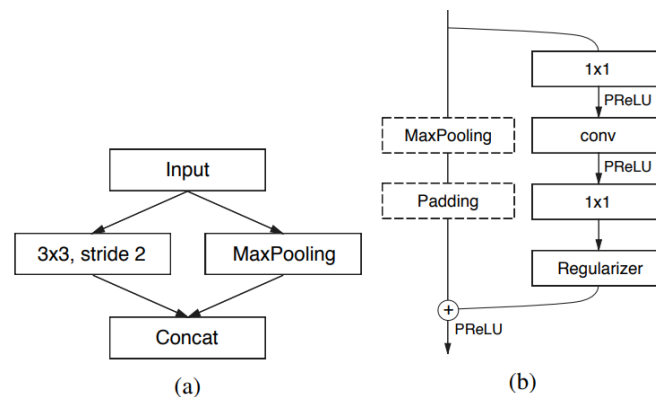 Input
3x3, stride 2
MaxPooling
Concat
(a)
1x1
PReLU
MaxPooling
conv
PReLU
Padding
1x1
Regularizer
+
PReLU
(b)